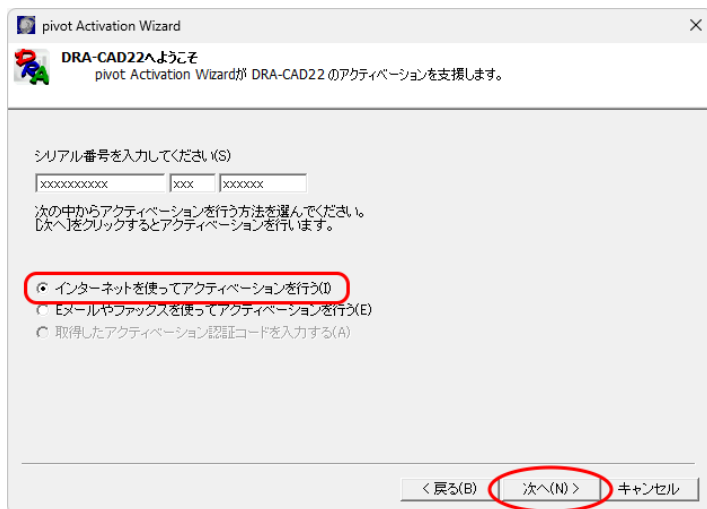 pivot Activation Wizard
DRA-CAD22へようこそ
pivot Activation Wizardが DRA-CAD22 のアクティベーションを支援します。
DRA
シリアル番号を入力してください(S)
xxxxxxxxxx xxx xxxxxx
次の中からアクティベーションを行う方法を選んでください。
[次へ]をクリックするとアクティベーションを行います。
インターネットを使ってアクティベーションを行う(I)
Eメールやファックスを使ってアクティベーションを行う(E)
取得したアクティベーション認証コードを入力する(A)
< 戻る(B) 次へ(N) > キャンセル